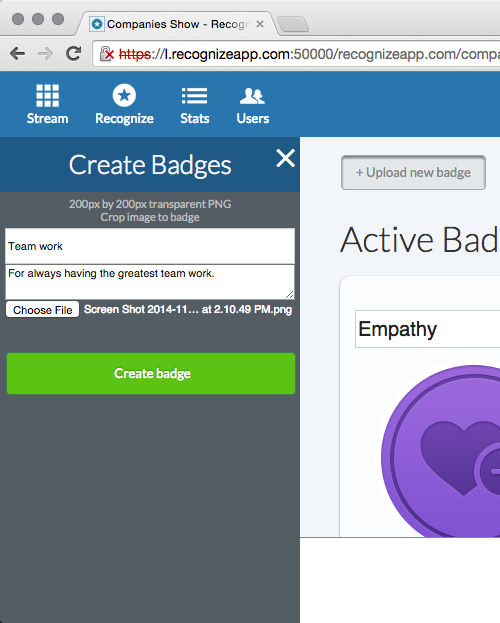 Companies Show - Recogn
https://l.recognizeapp.com:50000/recognizeapp.com/compa
Stream
Recognize
Stats
Users
Create Badges
+ Upload new badge
200px by 200px transparent PNG
Crop image to badge
Active Bad
Team work
For always having the greatest team work.
Choose File Screen Shot 2014-11... at 2.10.49 PM.png
Empathy
Create badge